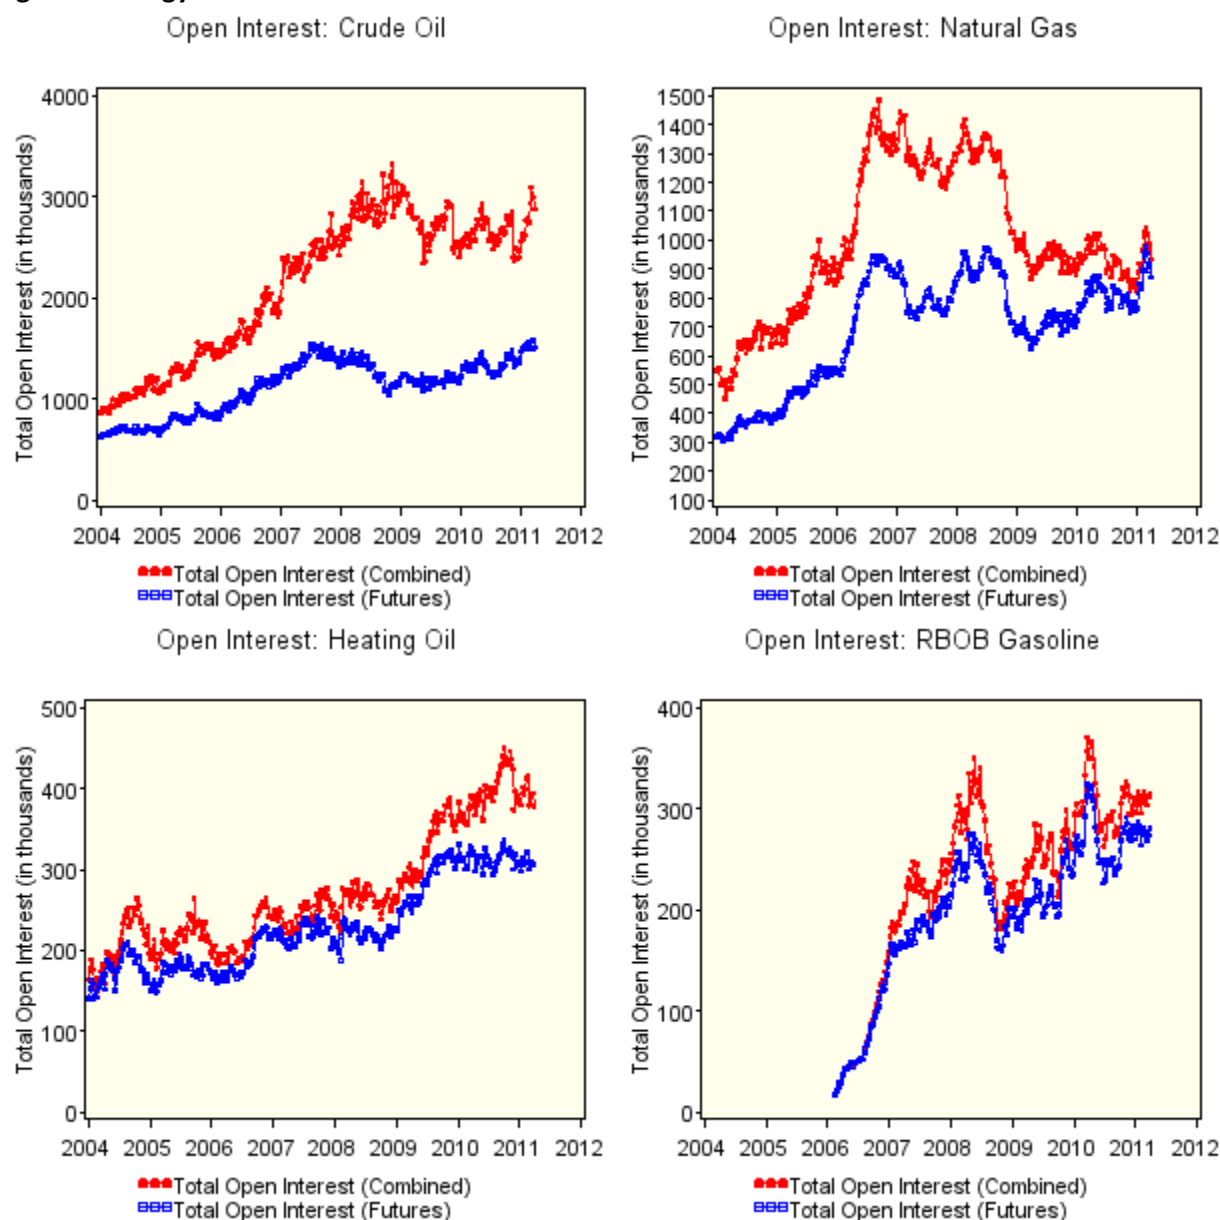 Open Interest: Crude Oil
Open Interest: Natural Gas
Total Open Interest (in thousands)
4000
3000
2000
1000
0
2004 2005 2006 2007 2008 2009 2010 2011 2012
Total Open Interest (Combined)
Total Open Interest (Futures)
Total Open Interest (in thousands)
1500
1400
1300
1200
1100
1000
900
800
700
600
500
400
300
200
100
2004 2005 2006 2007 2008 2009 2010 2011 2012
Total Open Interest (Combined)
Total Open Interest (Futures)
Open Interest: Heating Oil
Open Interest: RBOB Gasoline
Total Open Interest (in thousands)
500
400
300
200
100
0
2004 2005 2006 2007 2008 2009 2010 2011 2012
Total Open Interest (Combined)
Total Open Interest (Futures)
Total Open Interest (in thousands)
400
300
200
100
0
2004 2005 2006 2007 2008 2009 2010 2011 2012
Total Open Interest (Combined)
Total Open Interest (Futures)